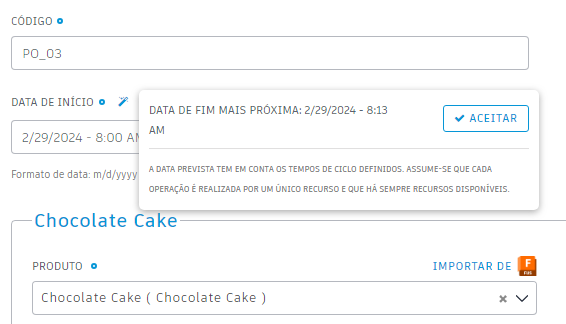 CÓDIGO
PO_03
DATA DE INÍCIO
DATA DE FIM MAIS PRÓXIMA: 2/29/2024 - 8:13
AM
ACEITAR
2/29/2024 - 8:00 AM
A DATA PREVISTA TEM EM CONTA OS TEMPOS DE CICLO DEFINIDOS. ASSUME-SE QUE CADA
OPERAÇÃO É REALIZADA POR UM ÚNICO RECURSO E QUE HÁ SEMPRE RECURSOS DISPONÍVEIS.
Formato de data: m/d/yyyy
Chocolate Cake
PRODUTO
IMPORTAR DE
Chocolate Cake ( Chocolate Cake )